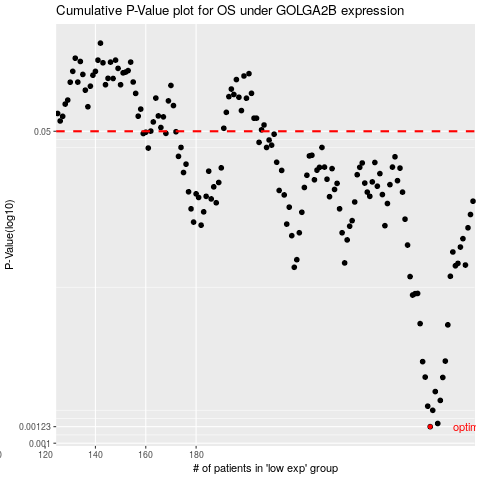 Cumulative P-Value plot for OS under GOLGA2B expression
P-Value(log10)
0.05
0.00123
optim
0.001
0
120
140
160
180
# of patients in 'low exp' group